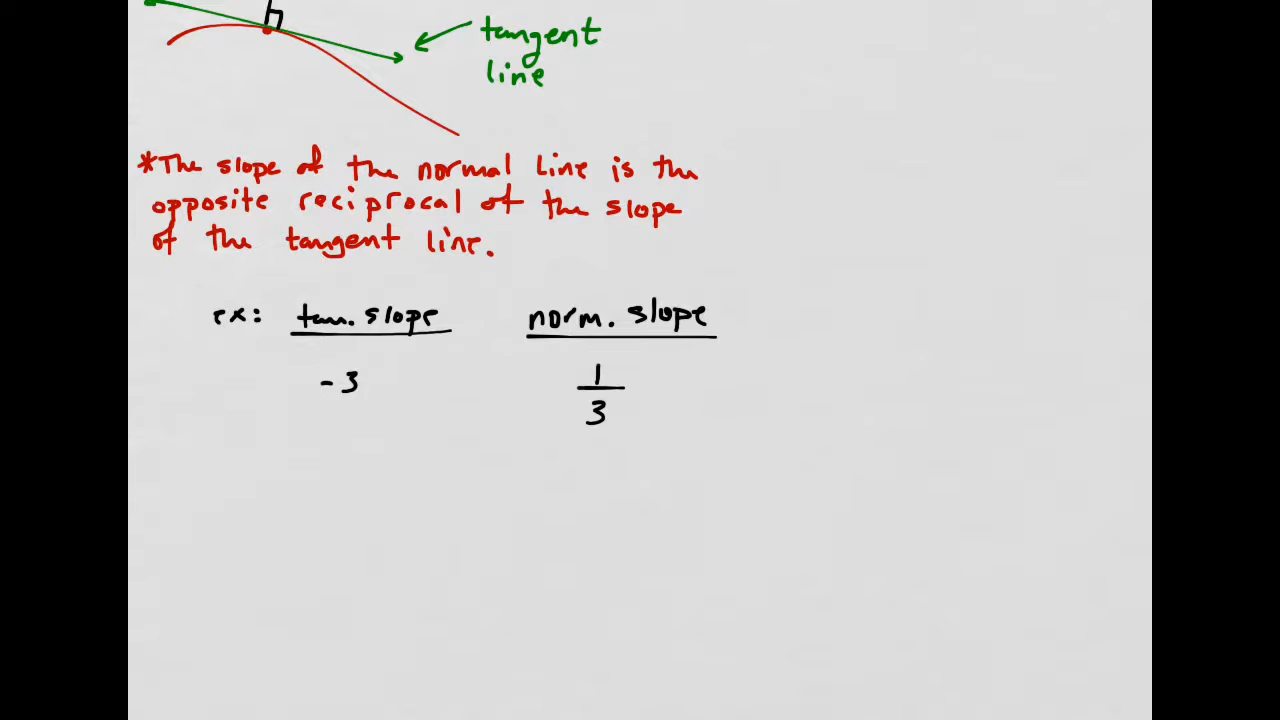 tangent
line
*The slope of the normal Line is the
opposite reciprocal of the slope
of the tangent line.
ex: tan. slope norm. slope
-3 1/3